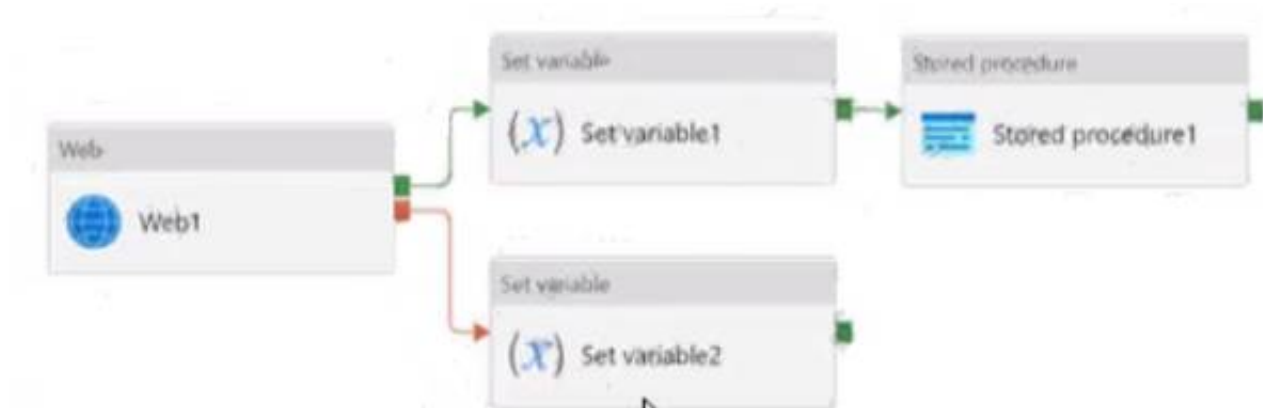 Web
Web1
Set variable
(x) Set variable1
Stored procedure
Stored procedure1
Set variable
(x) Set variable2